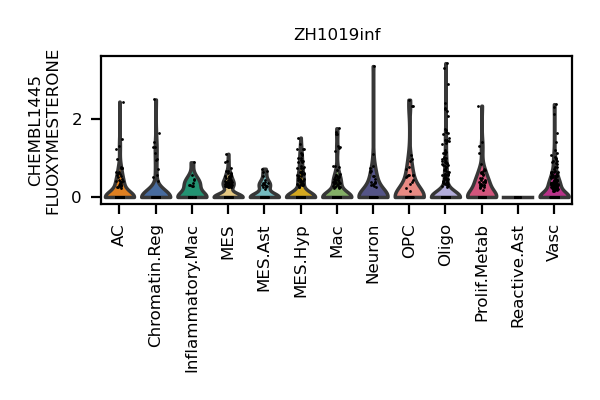 ZH1019inf
CHEMBL1445
FLUOXYMESTERONE
2
0
AC
Chromatin.Reg
Inflammatory.Mac
MES
MES.Ast
MES.Hyp
Mac
Neuron
OPC
Oligo
Prolif.Metab
Reactive.Ast
Vasc